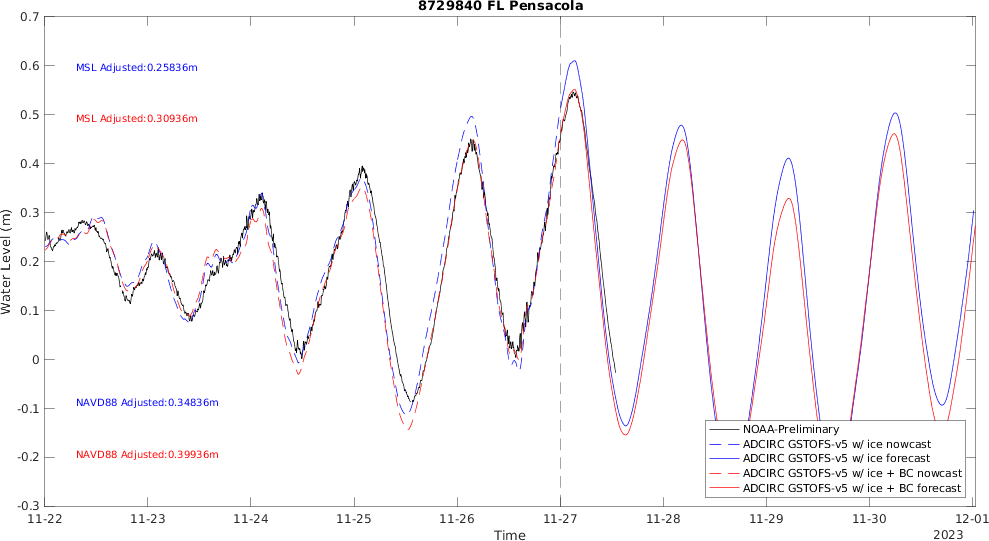 8729840 FL Pensacola
0.7
0.6
0.5
0.4
0.3
0.2
0.1
0
-0.1
-0.2
-0.3
Water Level (m)
MSL Adjusted:0.25836m
MSL Adjusted:0.30936m
NAVD88 Adjusted:0.34836m
NAVD88 Adjusted:0.39936m
NOAA-Preliminary
ADCIRC GSTOFS-v5 w/ ice nowcast
ADCIRC GSTOFS-v5 w/ ice forecast
ADCIRC GSTOFS-v5 w/ ice + BC nowcast
ADCIRC GSTOFS-v5 w/ ice + BC forecast
11-22 11-23 11-24 11-25 11-26 11-27 11-28 11-29 11-30 12-01
Time
2023